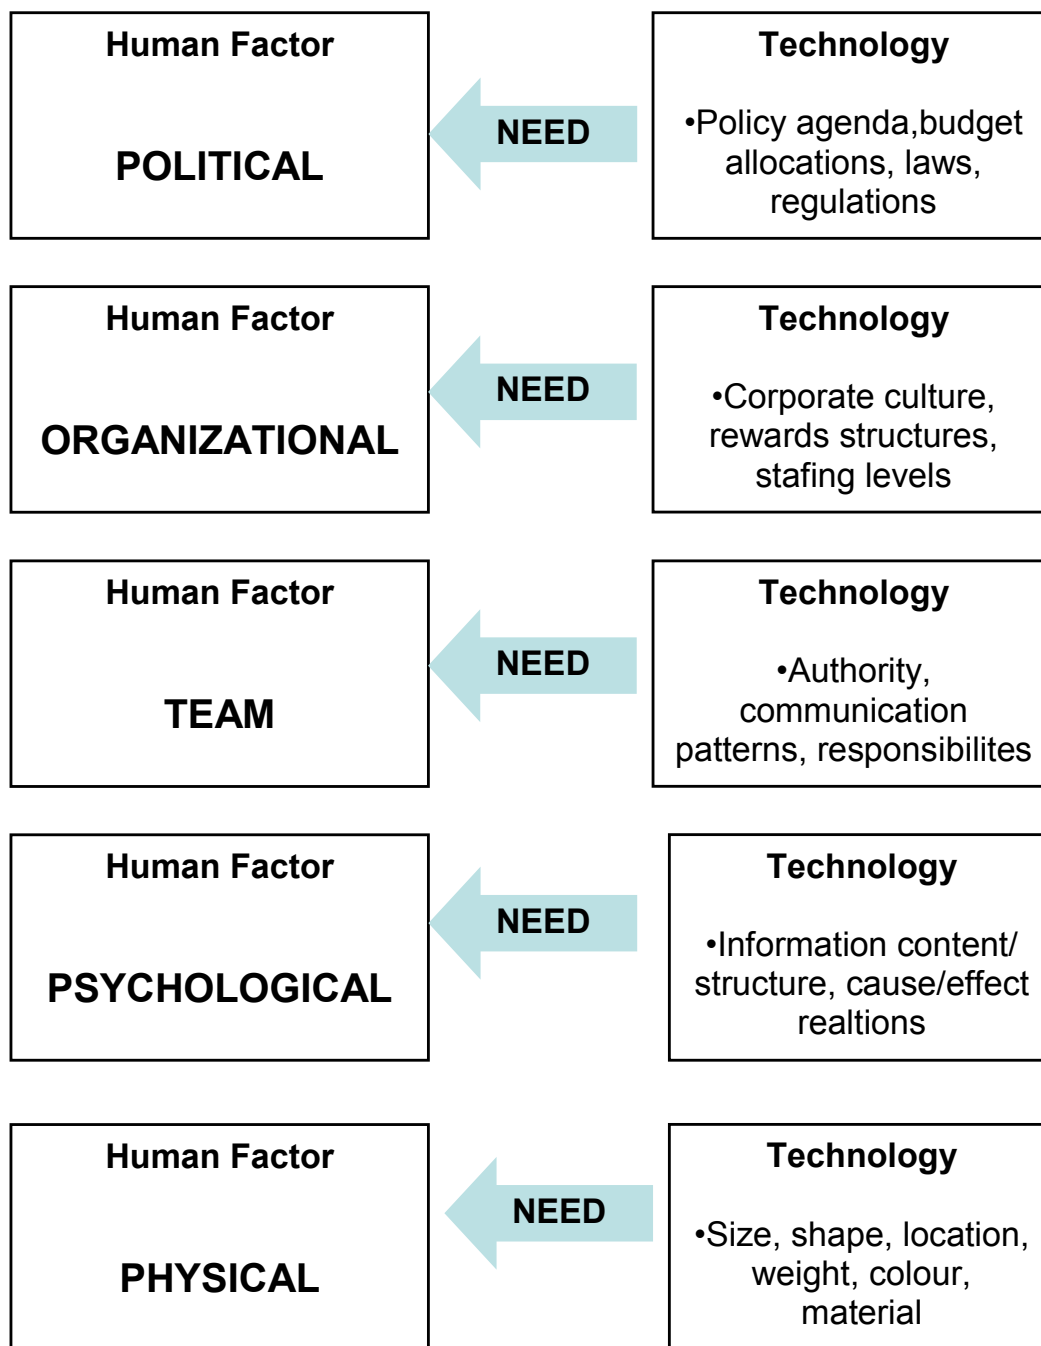 Human Factor
POLITICAL
NEED
Technology
•Policy agenda,budget
allocations, laws,
regulations
Human Factor
ORGANIZATIONAL
NEED
Technology
•Corporate culture,
rewards structures,
stafing levels
Human Factor
TEAM
NEED
Technology
•Authority,
communication
patterns, responsibilites
Human Factor
PSYCHOLOGICAL
NEED
Technology
•Information content/
structure, cause/effect
realtions
Human Factor
PHYSICAL
NEED
Technology
•Size, shape, location,
weight, colour,
material